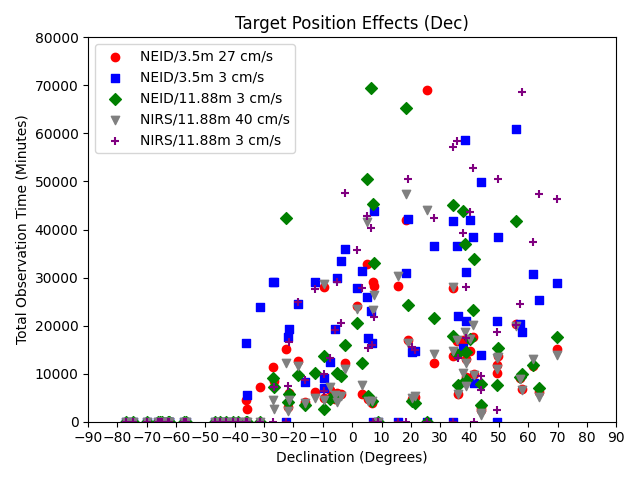 Target Position Effects (Dec)
80000
70000
60000
50000
40000
30000
20000
10000
0
Total Observation Time (Minutes)
NEID/3.5m 27 cm/s
NEID/3.5m 3 cm/s
NEID/11.88m 3 cm/s
NIRS/11.88m 40 cm/s
NIRS/11.88m 3 cm/s
−90 −80 −70 −60 −50 −40 −30 −20 −10 0 10 20 30 40 50 60 70 80 90
Declination (Degrees)